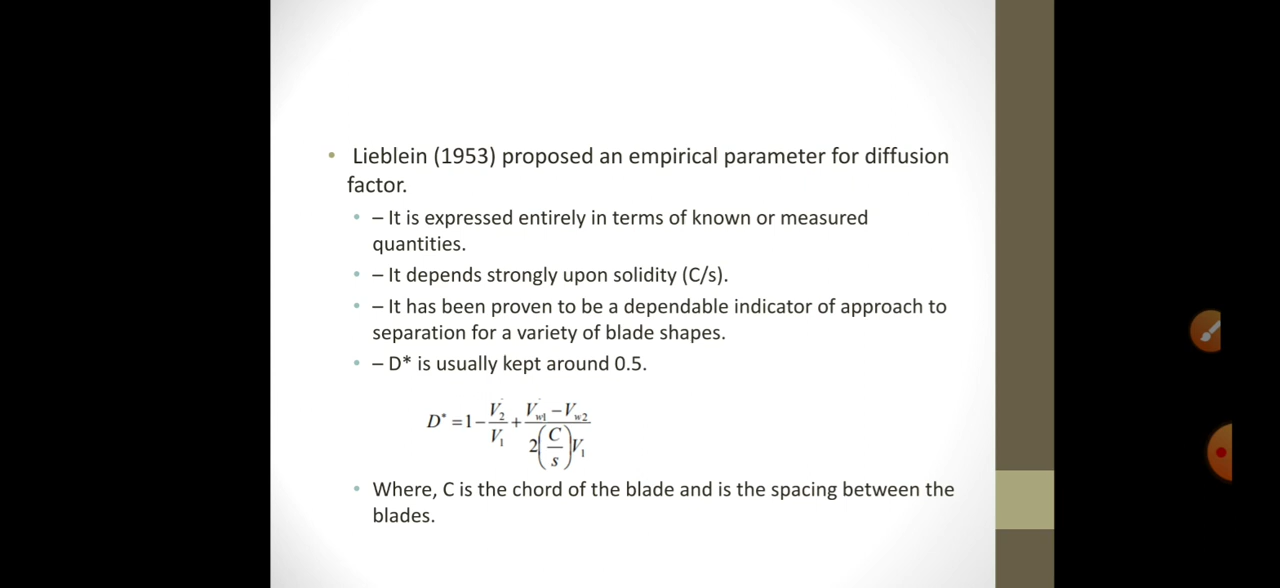 • Lieblein (1953) proposed an empirical parameter for diffusion
factor.
• – It is expressed entirely in terms of known or measured
quantities.
• – It depends strongly upon solidity (C/s).
• – It has been proven to be a dependable indicator of approach to
separation for a variety of blade shapes.
• – D* is usually kept around 0.5.
D* = 1 - V₂/V₁ + (V_w1 - V_w2)/(2(C/s)V₁)
• Where, C is the chord of the blade and is the spacing between the
blades.